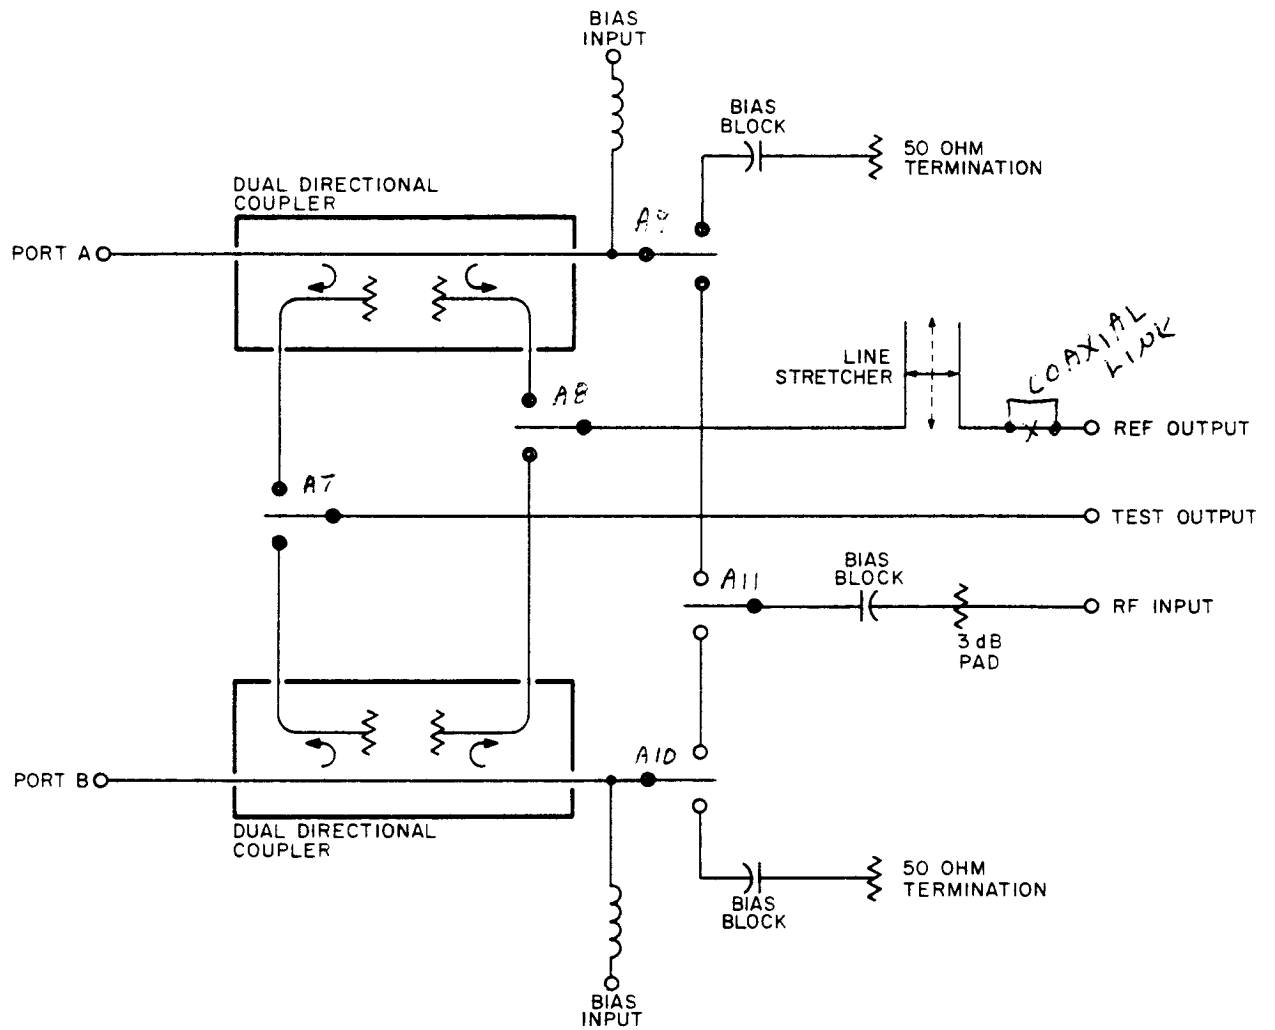 BIAS
INPUT
BIAS
BLOCK
50 OHM
TERMINATION
DUAL DIRECTIONAL
COUPLER
A9
PORT A
COAXIAL
LINK
LINE
STRETCHER
A8
REF OUTPUT
A7
TEST OUTPUT
BIAS
BLOCK
A11
RF INPUT
3 dB
PAD
A10
PORT B
DUAL DIRECTIONAL
COUPLER
50 OHM
TERMINATION
BIAS
BLOCK
BIAS
INPUT